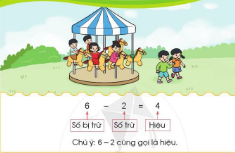 6 - 2 = 4
Số bị trừ Số trừ Hiệu
Chú ý: 6 – 2 cũng gọi là hiệu.